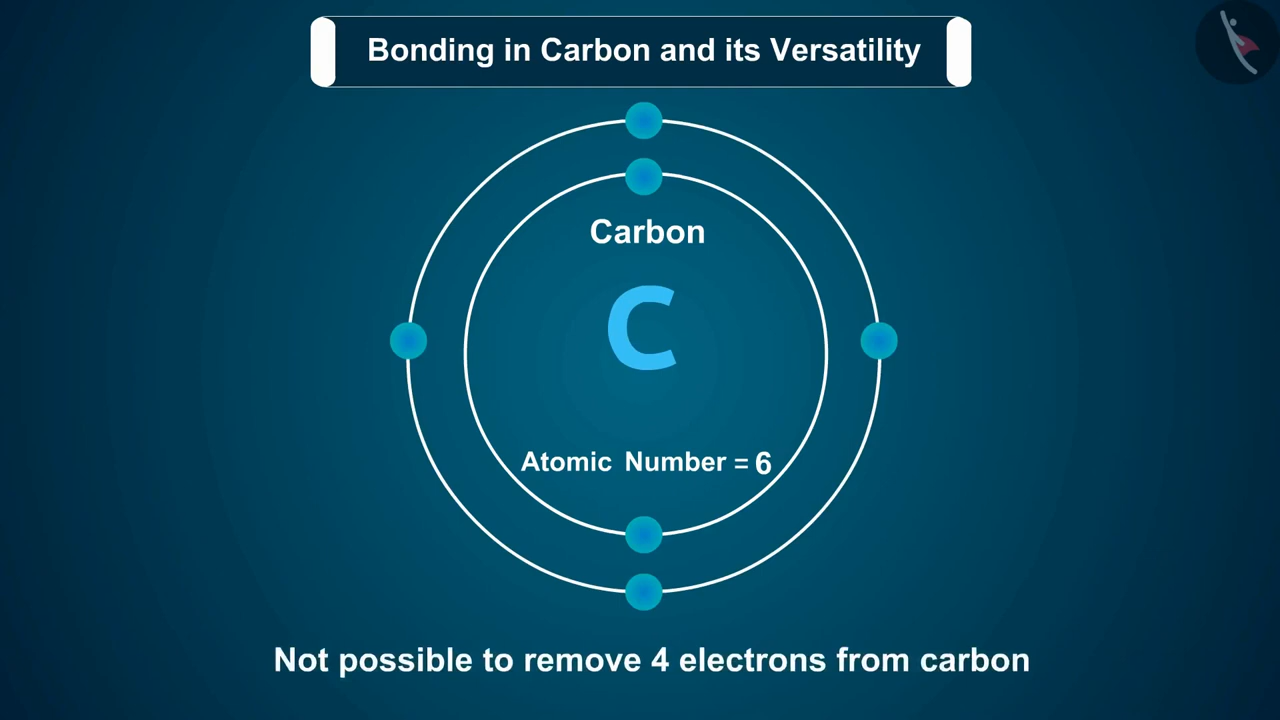 Bonding in Carbon and its Versatility
Carbon
C
Atomic Number = 6
Not possible to remove 4 electrons from carbon